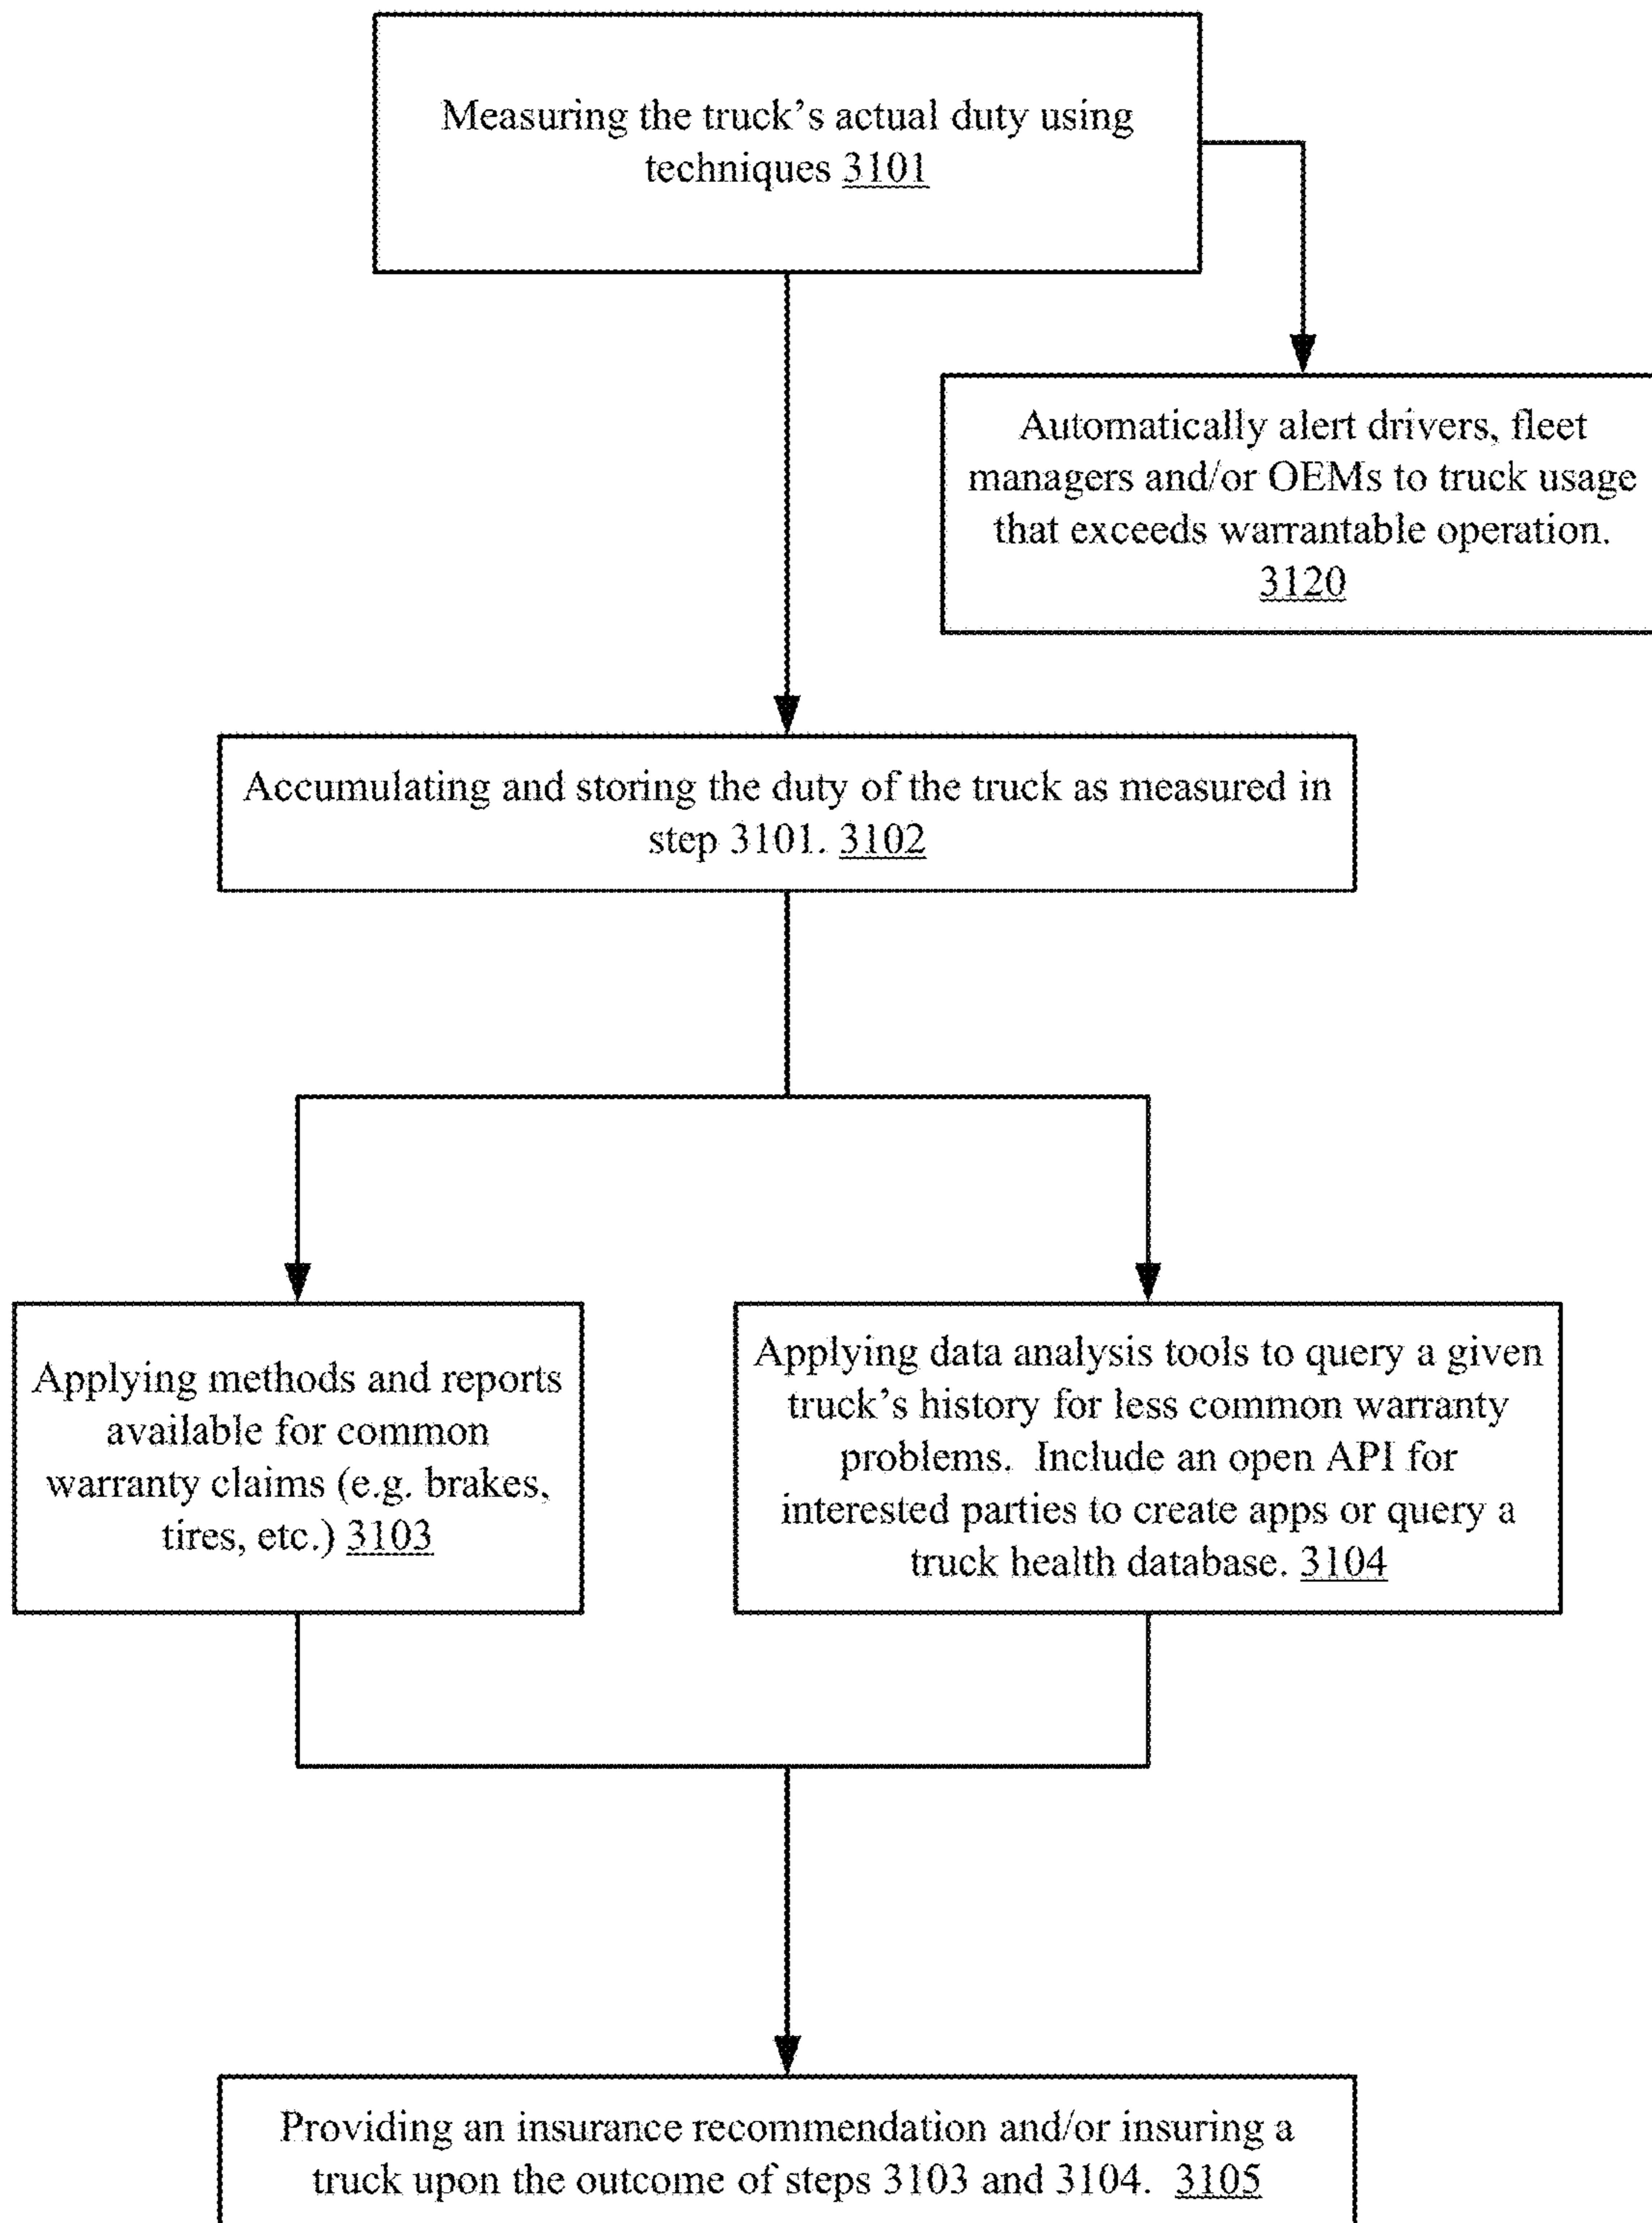 Measuring the truck’s actual duty using
techniques 3101
Automatically alert drivers, fleet
managers and/or OEMs to truck usage
that exceeds warrantable operation.
3120
Accumulating and storing the duty of the truck as measured in
step 3101. 3102
Applying methods and reports
available for common
warranty claims (e.g. brakes,
tires, etc.) 3103
Applying data analysis tools to query a given
truck’s history for less common warranty
problems.  Include an open API for
interested parties to create apps or query a
truck health database. 3104
Providing an insurance recommendation and/or insuring a
truck upon the outcome of steps 3103 and 3104.  3105